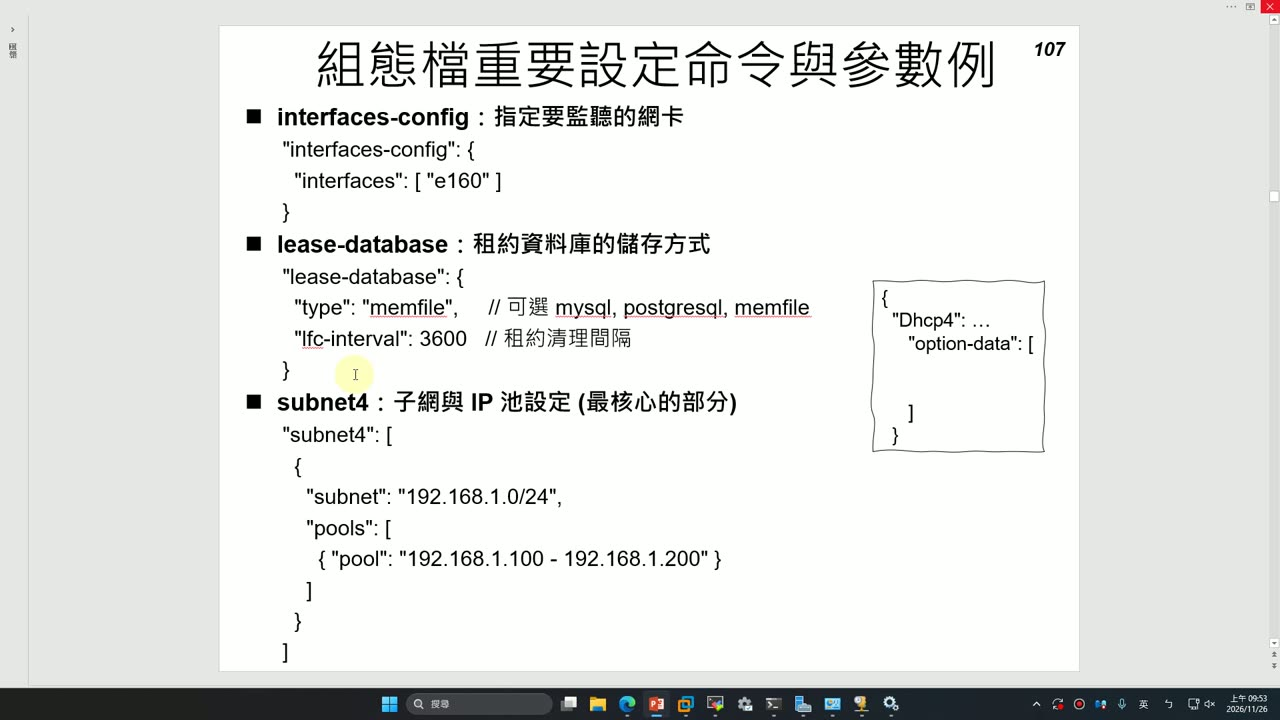 組態檔重要設定命令與參數例
107
■ interfaces-config：指定要監聽的網卡
"interfaces-config": {
"interfaces": [ "e160" ]
}
■ lease-database：租約資料庫的儲存方式
"lease-database": {
"type": "memfile", // 可選 mysql, postgresql, memfile
"lfc-interval": 3600 // 租約清理間隔
}
■ subnet4：子網與 IP 池設定 (最核心的部分)
"subnet4": [
{
"subnet": "192.168.1.0/24",
"pools": [
{ "pool": "192.168.1.100 - 192.168.1.200" }
]
}
]
{
"Dhcp4": …
"option-data": [
]
}
搜尋
英
上午 09:53
2026/11/26